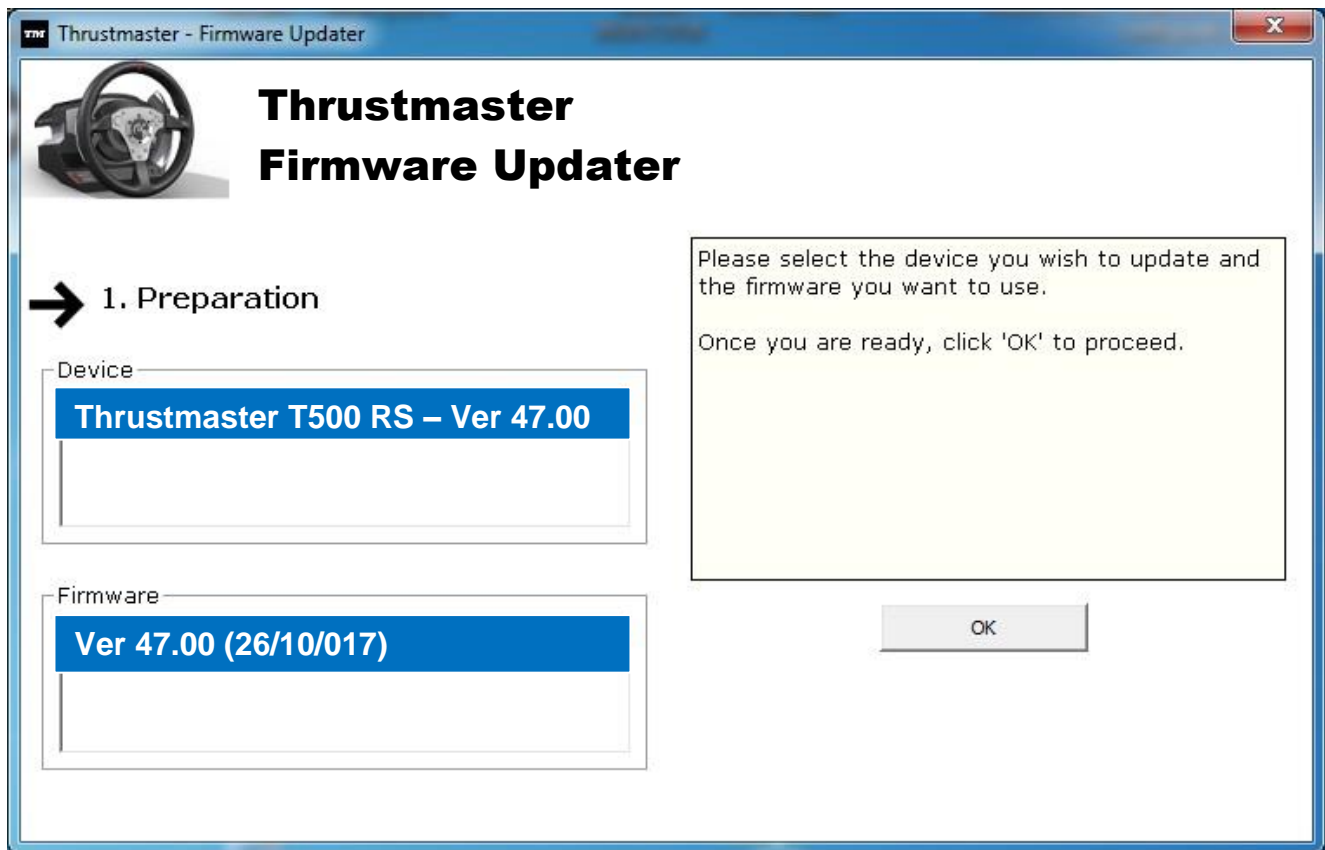 Thrustmaster - Firmware Updater
Thrustmaster
Firmware Updater
1. Preparation
Device
Thrustmaster T500 RS – Ver 47.00
Firmware
Ver 47.00 (26/10/017)
Please select the device you wish to update and
the firmware you want to use.
Once you are ready, click 'OK' to proceed.
OK